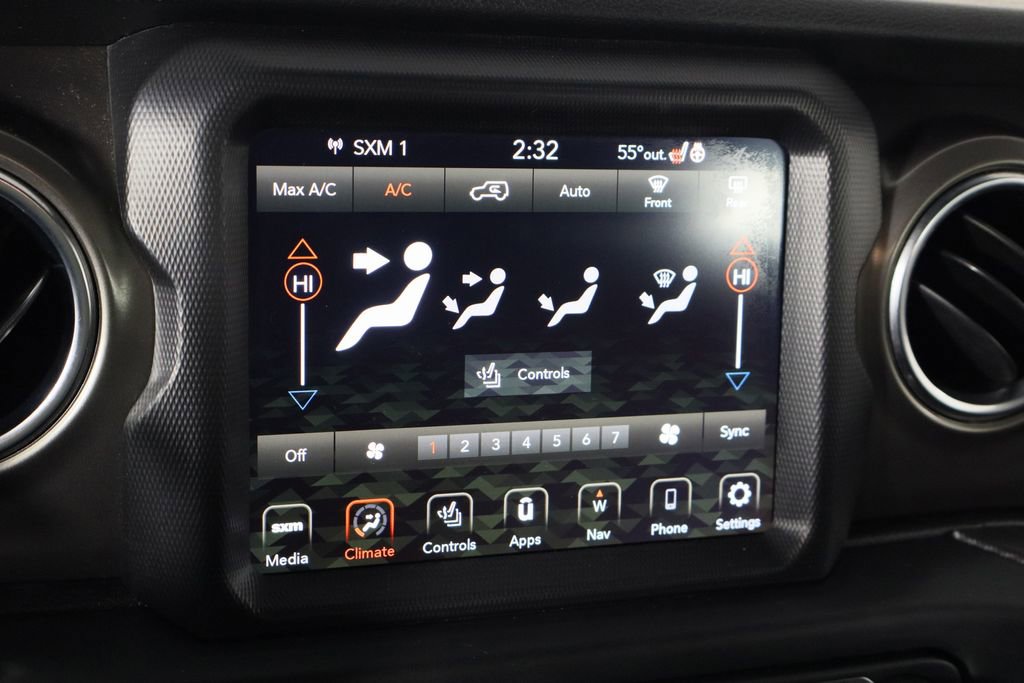 SXM 1 2:32 55°out.
Max A/C A/C Auto Front Rear
HI HI
Controls
Off 1 2 3 4 5 6 7 Sync
sxm W
Media Climate Controls Apps Nav Phone Settings